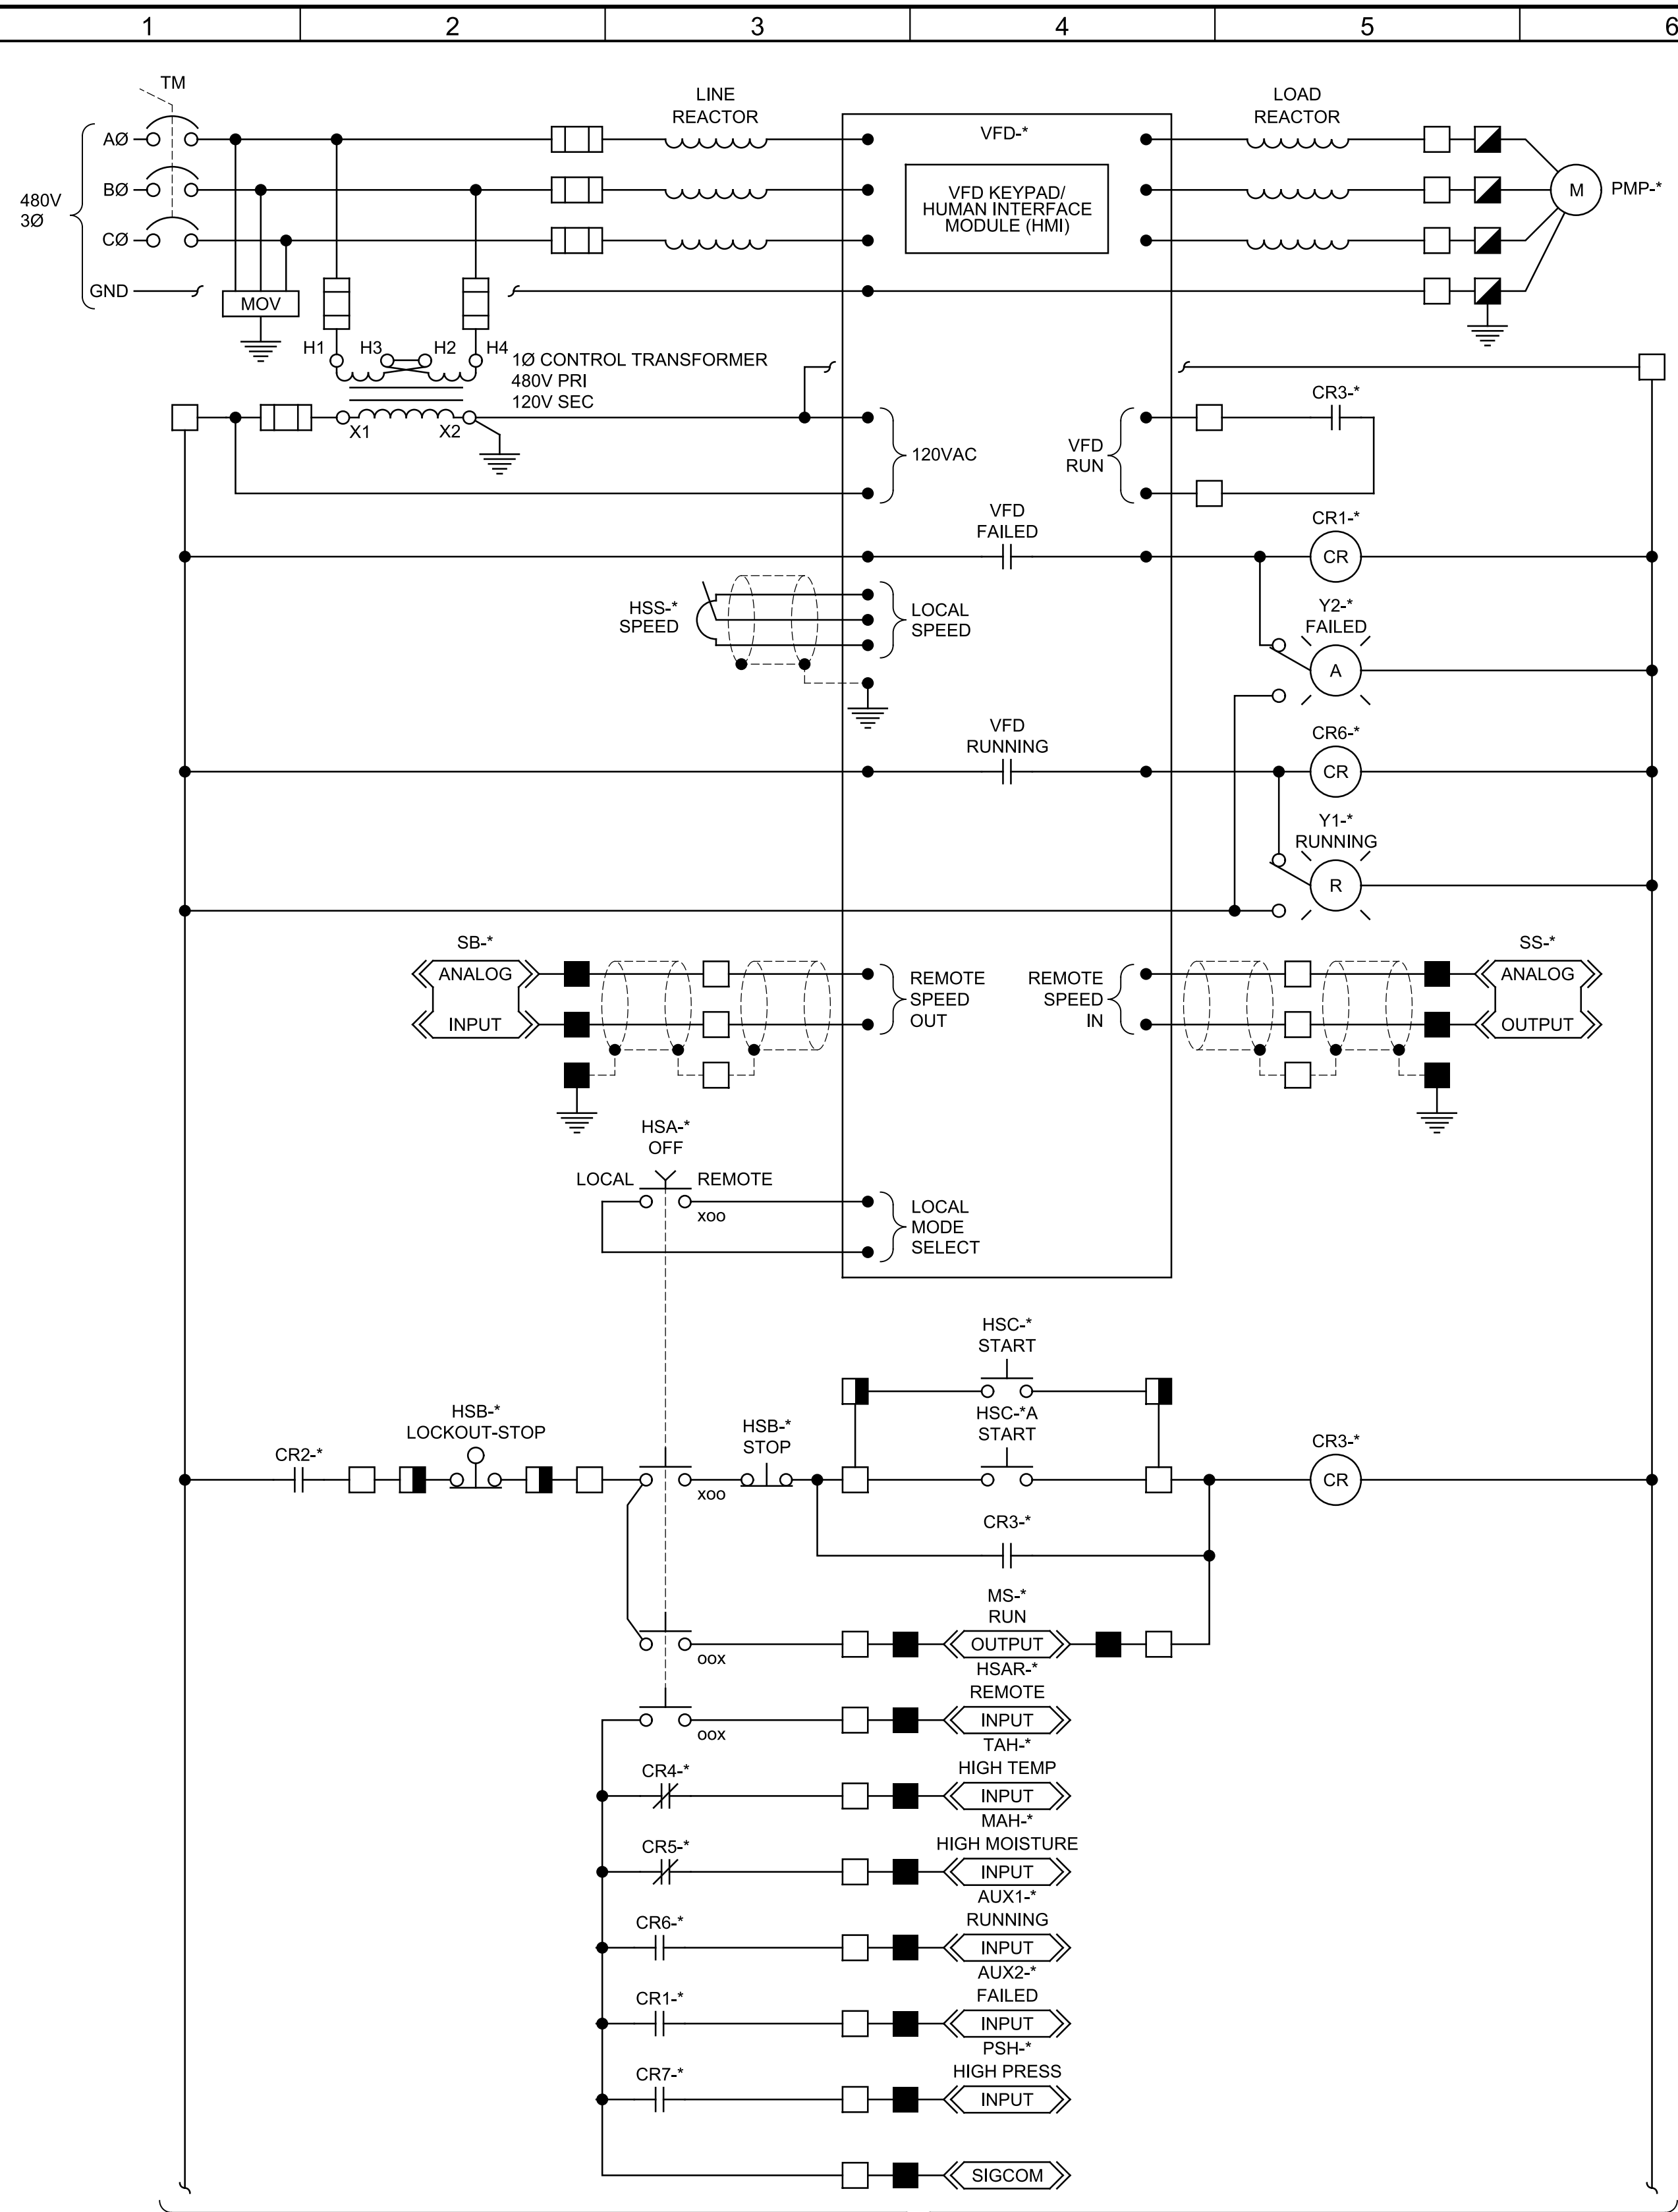 1 2 3 4 5 6
TM
LINE
REACTOR
LOAD
REACTOR
AØ
BØ
CØ
GND
480V
3Ø
VFD-*
VFD KEYPAD/
HUMAN INTERFACE
MODULE (HMI)
M
PMP-*
MOV
H1 H3 H2 H4
1Ø CONTROL TRANSFORMER
480V PRI
120V SEC
X1 X2
120VAC
VFD
RUN
CR3-*
VFD
FAILED
CR1-*
CR
HSS-*
SPEED
LOCAL
SPEED
Y2-*
FAILED
A
VFD
RUNNING
CR6-*
CR
Y1-*
RUNNING
R
SB-*
ANALOG
INPUT
REMOTE
SPEED
OUT
REMOTE
SPEED
IN
SS-*
ANALOG
OUTPUT
HSA-*
OFF
LOCAL REMOTE
xoo
LOCAL
MODE
SELECT
HSC-*
START
CR2-*
HSB-*
LOCKOUT-STOP
xoo
HSB-*
STOP
HSC-*A
START
CR3-*
CR
CR3-*
MS-*
RUN
oox
OUTPUT
HSAR-*
REMOTE
oox
INPUT
TAH-*
HIGH TEMP
CR4-*
INPUT
MAH-*
HIGH MOISTURE
CR5-*
INPUT
AUX1-*
RUNNING
CR6-*
INPUT
AUX2-*
FAILED
CR1-*
INPUT
PSH-*
HIGH PRESS
CR7-*
INPUT
SIGCOM